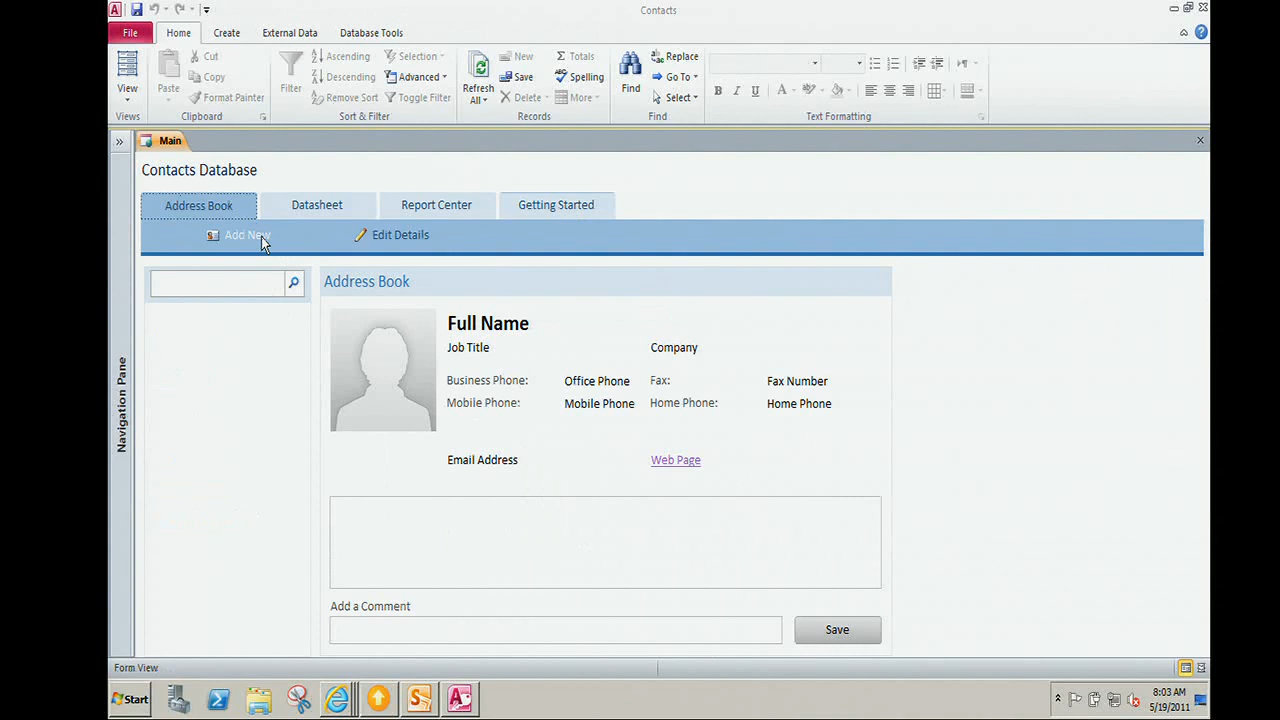 Contacts
File Home Create External Data Database Tools
View
Views
Paste
Cut
Copy
Format Painter
Clipboard
Filter
Ascending
Descending
Remove Sort
Selection
Advanced
Toggle Filter
Sort & Filter
Refresh
All
New
Save
Delete
Totals
Spelling
More
Records
Find
Replace
Go To
Select
Find
B I U A
Text Formatting
Main
Contacts Database
Address Book Datasheet Report Center Getting Started
Add New Edit Details
Navigation Pane
Address Book
Full Name
Job Title Company
Business Phone: Office Phone Fax: Fax Number
Mobile Phone: Mobile Phone Home Phone: Home Phone
Email Address Web Page
Add a Comment
Save
Form View
Start
8:03 AM
5/19/2011